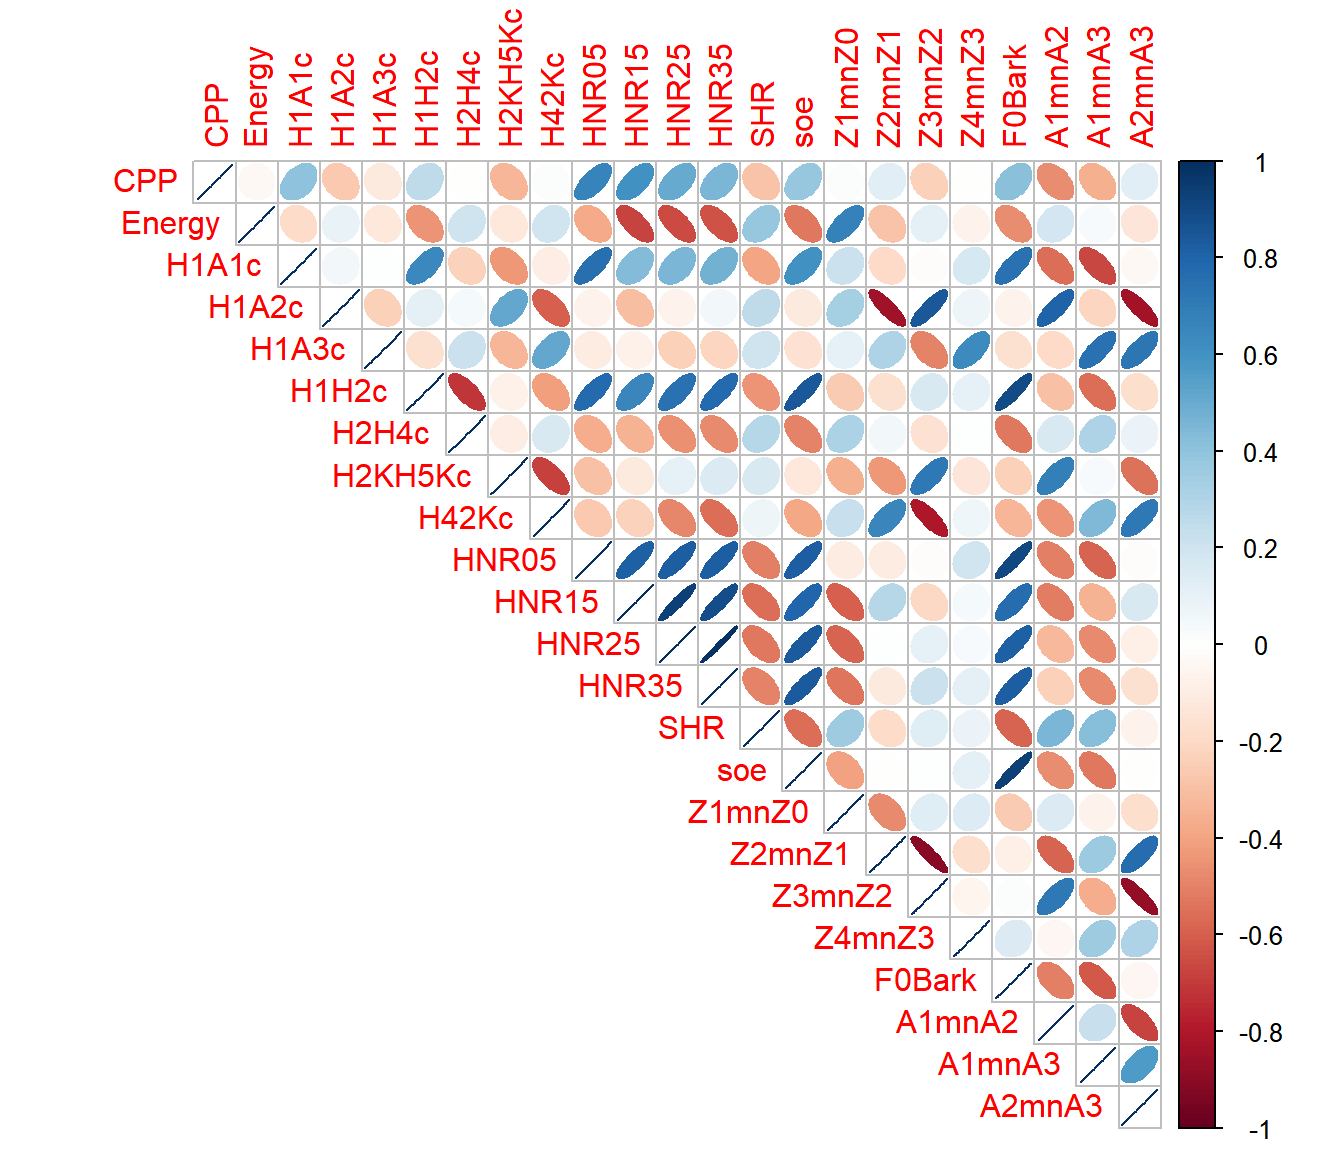 CPP
Energy
H1A1c
H1A2c
H1A3c
H1H2c
H2H4c
H2KH5Kc
H42Kc
HNR05
HNR15
HNR25
HNR35
SHR
soe
Z1mnZ0
Z2mnZ1
Z3mnZ2
Z4mnZ3
F0Bark
A1mnA2
A1mnA3
A2mnA3
CPP
Energy
H1A1c
H1A2c
H1A3c
H1H2c
H2H4c
H2KH5Kc
H42Kc
HNR05
HNR15
HNR25
HNR35
SHR
soe
Z1mnZ0
Z2mnZ1
Z3mnZ2
Z4mnZ3
F0Bark
A1mnA2
A1mnA3
A2mnA3
1
0.8
0.6
0.4
0.2
0
-0.2
-0.4
-0.6
-0.8
-1